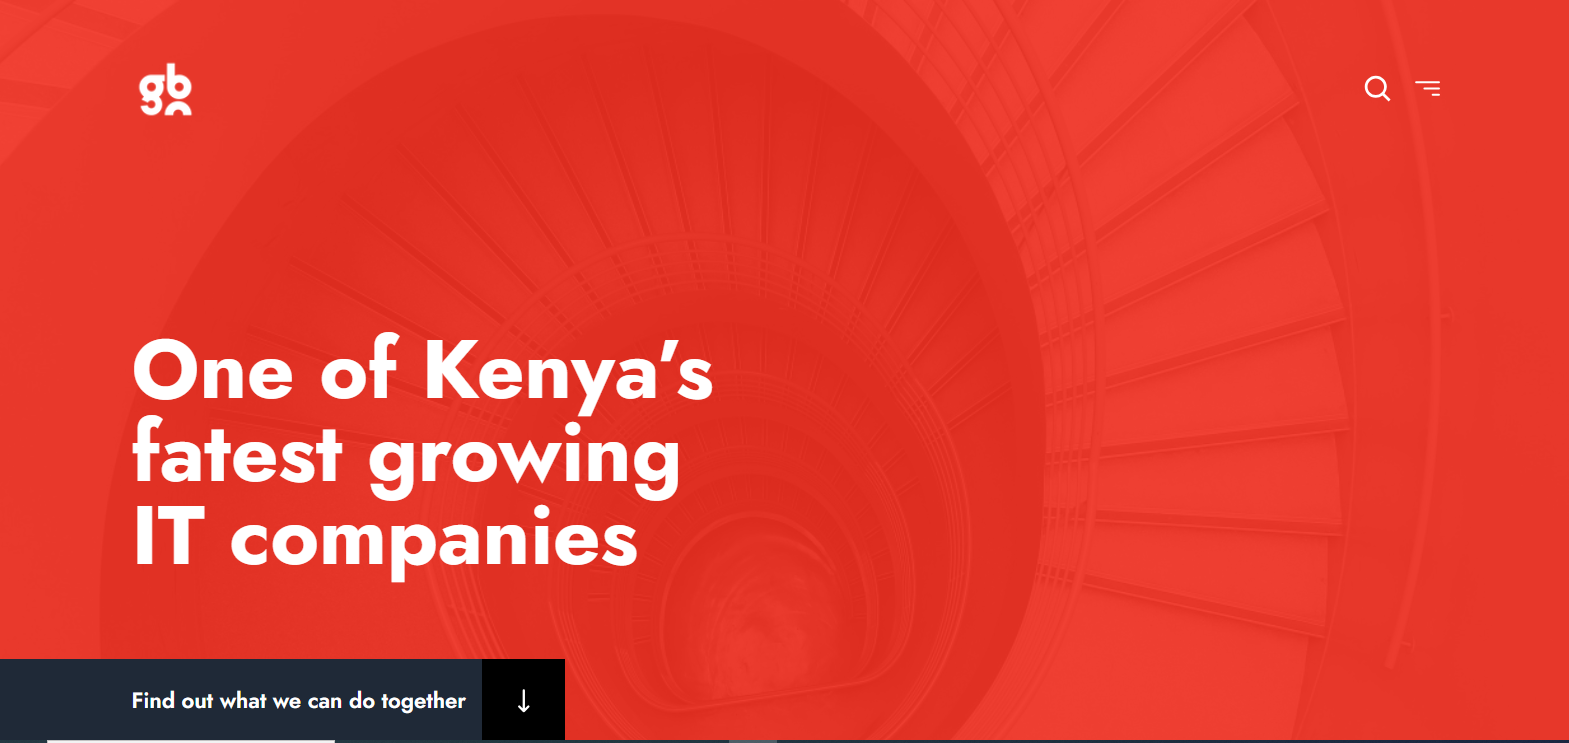 gb
One of Kenya's
fatest growing
IT companies
Find out what we can do together